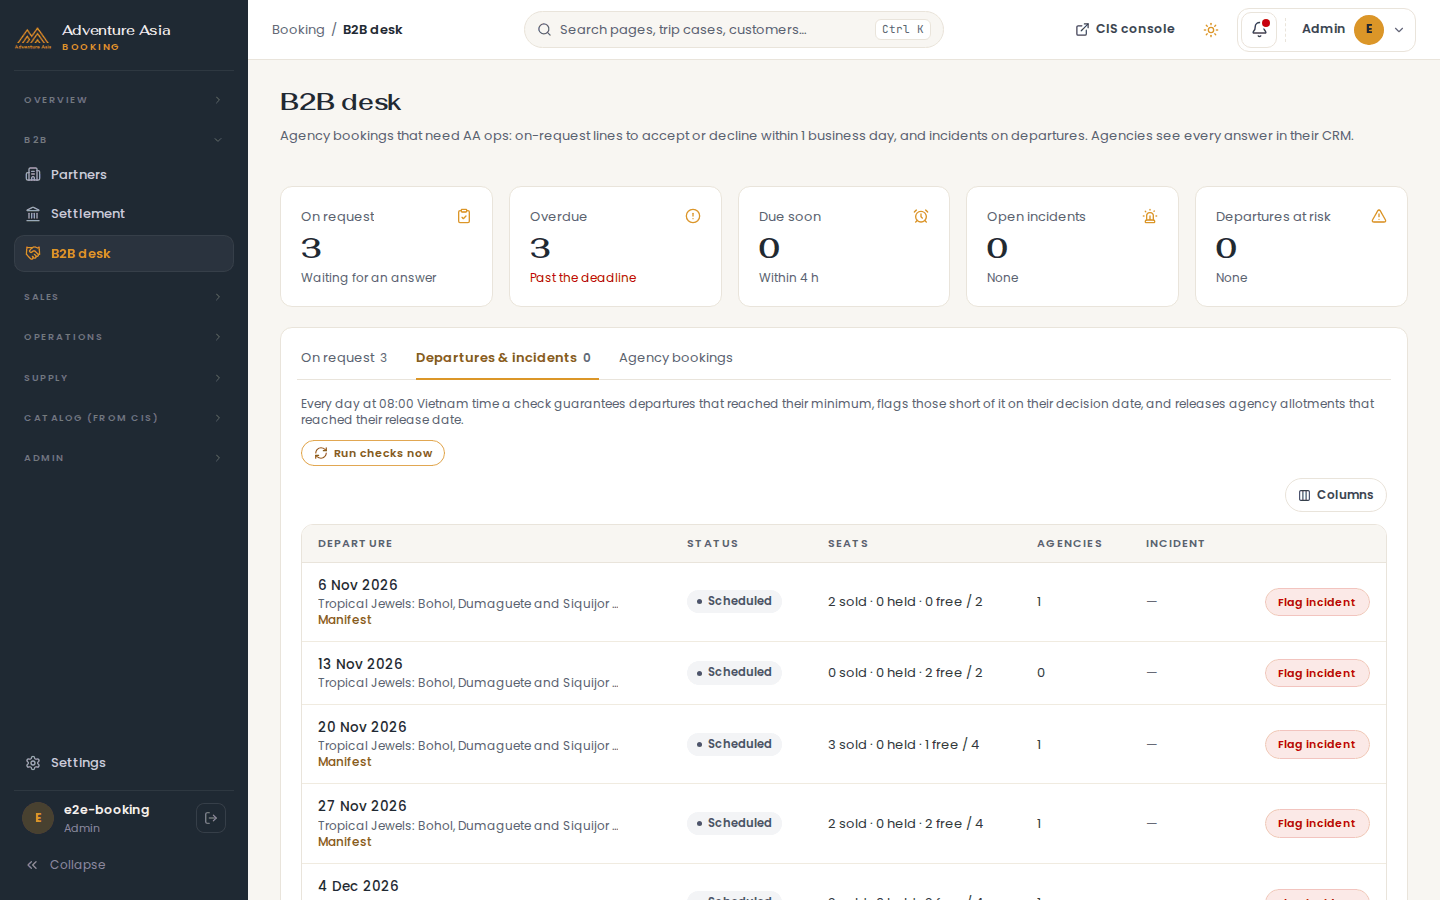 Adventure Asia
BOOKING
Adventure Asia
OVERVIEW
B2B
Partners
Settlement
B2B desk
SALES
OPERATIONS
SUPPLY
CATALOG (FROM CIS)
ADMIN
Settings
E
e2e-booking
Admin
Collapse
Booking / B2B desk
Search pages, trip cases, customers…
Ctrl K
CIS console
Admin
E
B2B desk
Agency bookings that need AA ops: on-request lines to accept or decline within 1 business day, and incidents on departures. Agencies see every answer in their CRM.
On request
3
Waiting for an answer
Overdue
3
Past the deadline
Due soon
0
Within 4 h
Open incidents
0
None
Departures at risk
0
None
On request 3
Departures & incidents 0
Agency bookings
Every day at 08:00 Vietnam time a check guarantees departures that reached their minimum, flags those short of it on their decision date, and releases agency allotments that
reached their release date.
Run checks now
Columns
DEPARTURE STATUS SEATS AGENCIES INCIDENT
6 Nov 2026
Tropical Jewels: Bohol, Dumaguete and Siquijor …
Manifest
Scheduled
2 sold · 0 held · 0 free / 2
1
—
Flag incident
13 Nov 2026
Tropical Jewels: Bohol, Dumaguete and Siquijor …
Scheduled
0 sold · 0 held · 2 free / 2
0
—
Flag incident
20 Nov 2026
Tropical Jewels: Bohol, Dumaguete and Siquijor …
Manifest
Scheduled
3 sold · 0 held · 1 free / 4
1
—
Flag incident
27 Nov 2026
Tropical Jewels: Bohol, Dumaguete and Siquijor …
Manifest
Scheduled
2 sold · 0 held · 2 free / 4
1
—
Flag incident
4 Dec 2026